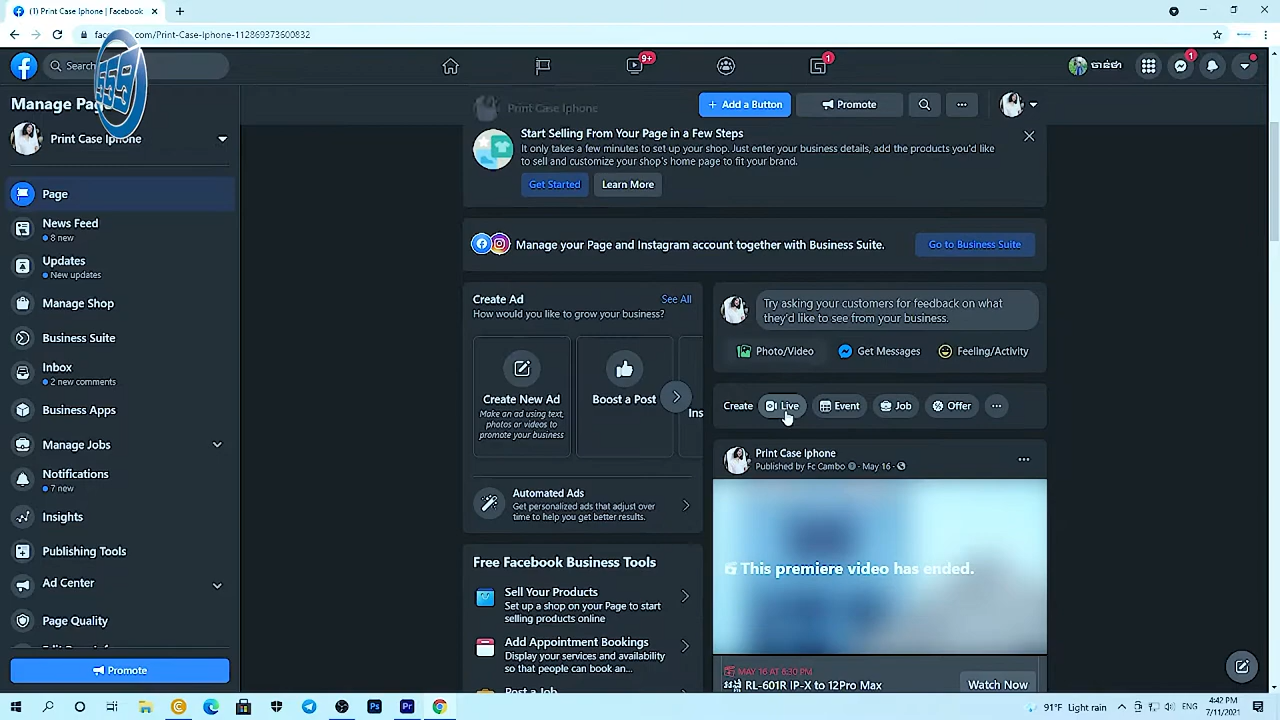 (1) Print Case Iphone | Facebook
Search
Manage Page
Print Case Iphone
Page
News Feed
8 new
Updates
New updates
Manage Shop
Business Suite
Inbox
2 new comments
Business Apps
Manage Jobs
Notifications
7 new
Insights
Publishing Tools
Ad Center
Page Quality
Promote
9+
1
1
Print Case Iphone
+ Add a Button
Promote
Start Selling From Your Page in a Few Steps
It only takes a few minutes to set up your shop. Just enter your business details, add the products you'd like
to sell and customize your shop's home page to fit your brand.
Get Started
Learn More
Manage your Page and Instagram account together with Business Suite.
Go to Business Suite
Create Ad
See All
How would you like to grow your business?
Create New Ad
Make an ad using text,
photos or videos to
promote your business
Boost a Post
Ins
Automated Ads
Get personalized ads that adjust over
time to help you get better results.
Free Facebook Business Tools
Sell Your Products
Set up a shop on your Page to start
selling products online
Add Appointment Bookings
Display your services and availability
so that people can book an...
Post a Job
Try asking your customers for feedback on what
they'd like to see from your business.
Photo/Video
Get Messages
Feeling/Activity
Create
Live
Event
Job
Offer
Print Case Iphone
Published by Fc Cambo
May 16
This premiere video has ended.
MAY 16 AT 6:30 PM
RL-601R IP-X to 12Pro Max
Watch Now
91°F Light rain
4:42 PM
7/11/2021